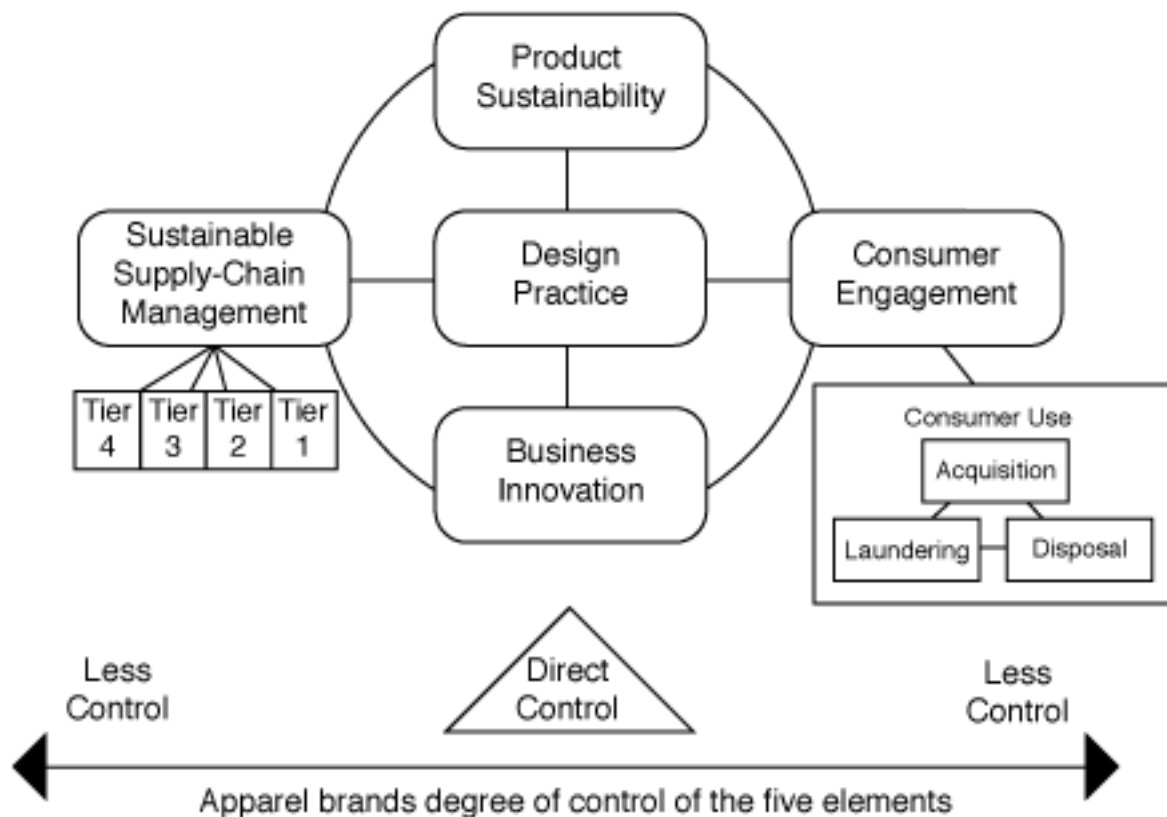 Product
Sustainability
Sustainable
Supply-Chain
Management
Design
Practice
Consumer
Engagement
Tier
4
Tier
3
Tier
2
Tier
1
Business
Innovation
Consumer Use
Acquisition
Laundering
Disposal
Less
Control
Direct
Control
Less
Control
Apparel brands degree of control of the five elements